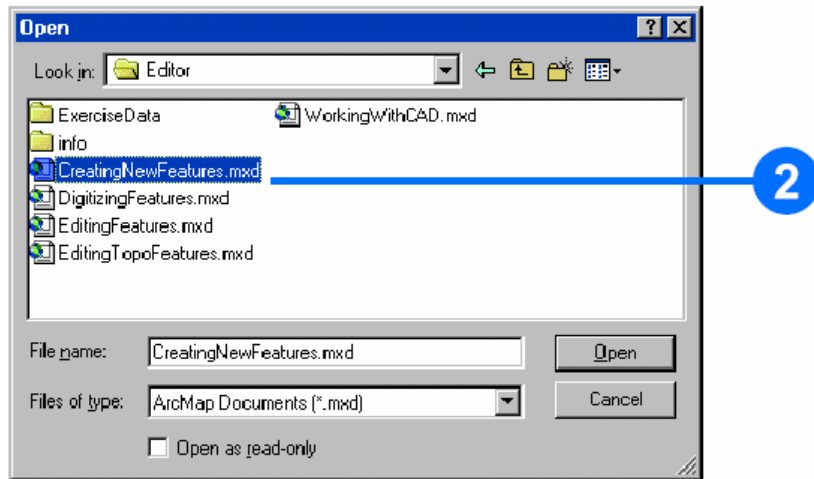 Open
Look in: Editor
ExerciseData WorkingWithCAD.mxd
info
CreatingNewFeatures.mxd
2
DigitizingFeatures.mxd
EditingFeatures.mxd
EditingTopoFeatures.mxd
File name: CreatingNewFeatures.mxd Open
Files of type: ArcMap Documents (*.mxd) Cancel
Open as read-only